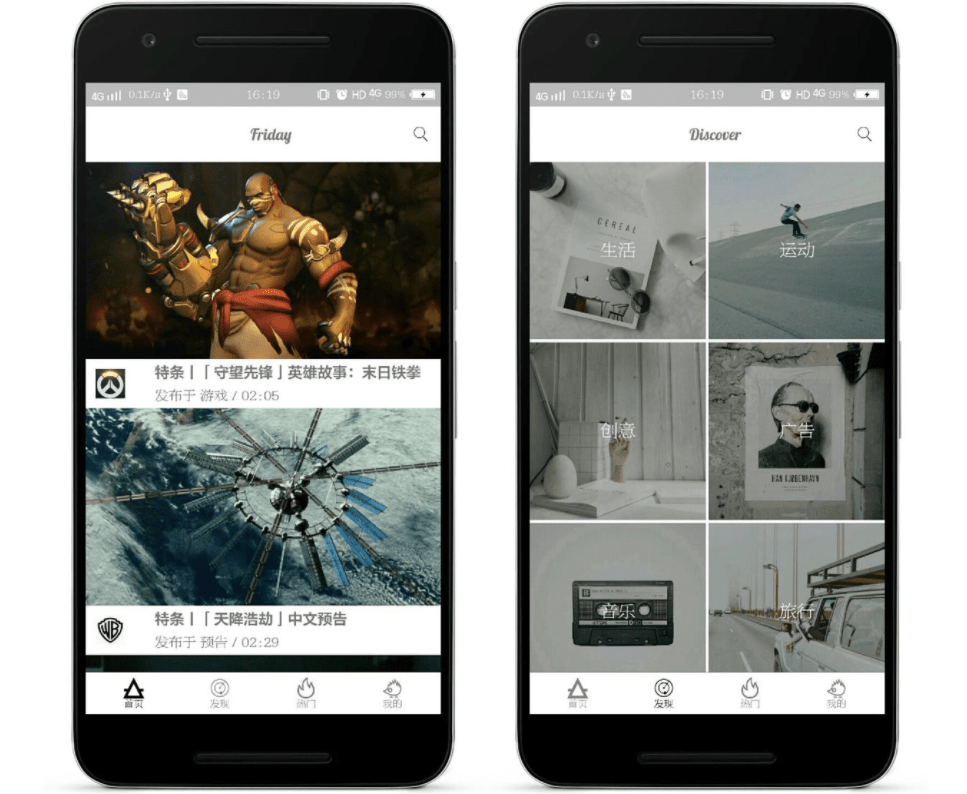 4G 0.1K/s 16:19 HD 4G 99%
Friday
特条丨「守望先锋」英雄故事：末日铁拳
发布于 游戏 / 02:05
WB
特条丨「天降浩劫」中文预告
发布于 预告 / 02:29
首页 发现 热门 我的
4G 0.1K/s 16:19 HD 4G 99%
Discover
CEREAL
生活
运动
创意
广告
HAN KJØBENHAVN
音乐
旅行
首页 发现 热门 我的